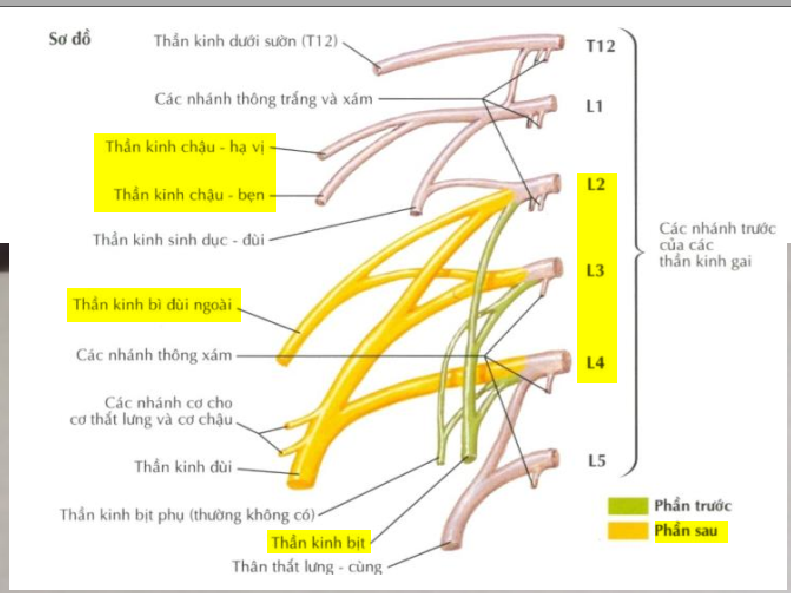 Sơ đồ
Thần kinh dưới sườn (T12)
T12
Các nhánh thông trắng và xám
L1
Thần kinh chậu - hạ vị
Thần kinh chậu - bẹn
L2
Thần kinh sinh dục - đùi
Các nhánh trước
của các
thần kinh gai
L3
Thần kinh bì đùi ngoài
Các nhánh thông xám
L4
Các nhánh cơ cho
cơ thắt lưng và cơ chậu
Thần kinh đùi
L5
Thần kinh bịt phụ (thường không có)
Phần trước
Thần kinh bịt
Phần sau
Thân thắt lưng - cùng